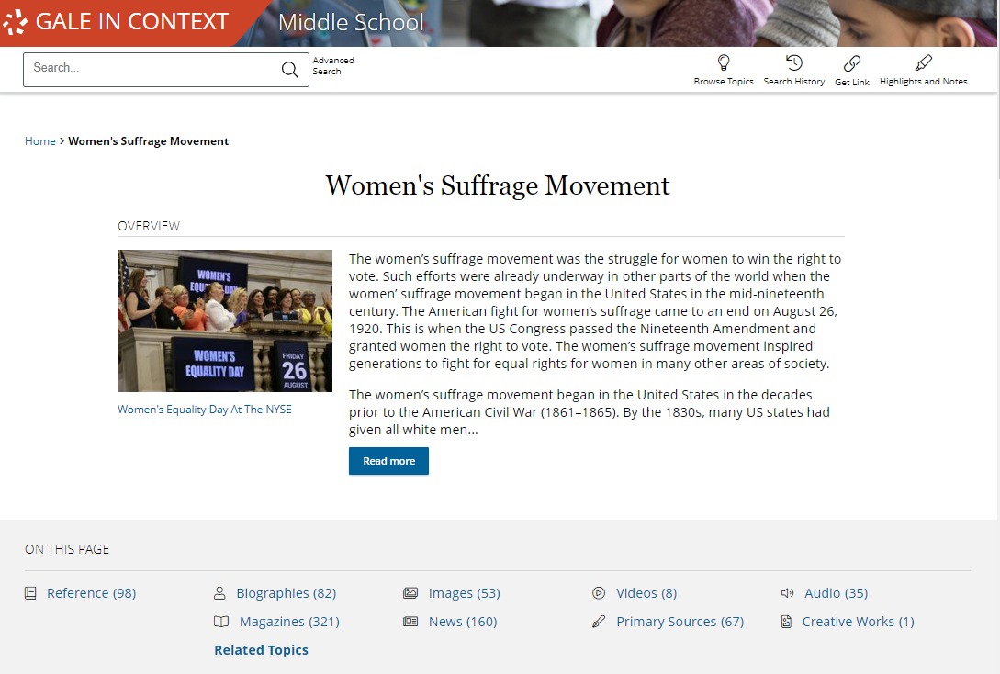 GALE IN CONTEXT Middle School
Search...
Advanced
Search
Browse Topics Search History Get Link Highlights and Notes
Home > Women's Suffrage Movement
Women's Suffrage Movement
OVERVIEW
WOMEN'S
EQUALITY DAY
WOMEN'S
EQUALITY DAY
FRIDAY
26
AUGUST
Women's Equality Day At The NYSE
The women’s suffrage movement was the struggle for women to win the right to
vote. Such efforts were already underway in other parts of the world when the
women’ suffrage movement began in the United States in the mid-nineteenth
century. The American fight for women’s suffrage came to an end on August 26,
1920. This is when the US Congress passed the Nineteenth Amendment and
granted women the right to vote. The women’s suffrage movement inspired
generations to fight for equal rights for women in many other areas of society.
The women’s suffrage movement began in the United States in the decades
prior to the American Civil War (1861–1865). By the 1830s, many US states had
given all white men...
Read more
ON THIS PAGE
Reference (98) Biographies (82) Images (53) Videos (8) Audio (35)
Magazines (321) News (160) Primary Sources (67) Creative Works (1)
Related Topics